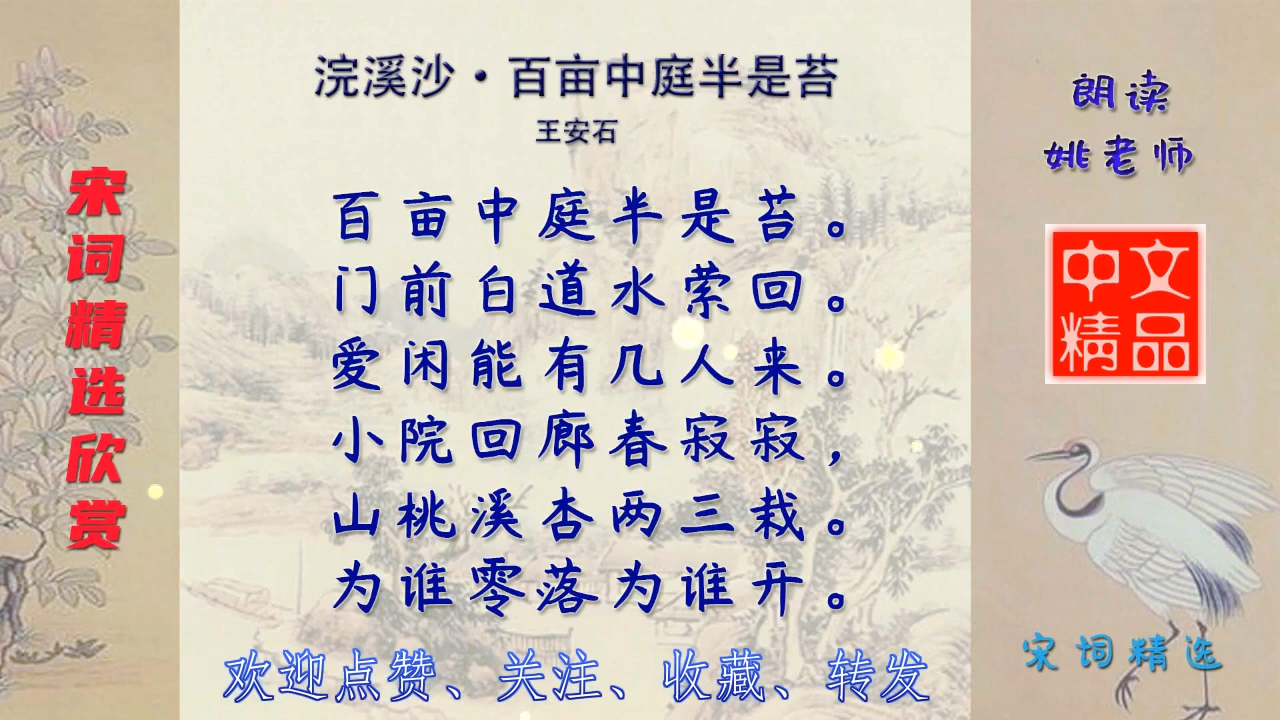 宋词精选欣赏
浣溪沙·百亩中庭半是苔
王安石
百亩中庭半是苔。
门前白道水萦回。
爱闲能有几人来。
小院回廊春寂寂，
山桃溪杏两三栽。
为谁零落为谁开。
欢迎点赞、关注、收藏、转发
朗读
姚老师
中文
精品
宋词精选